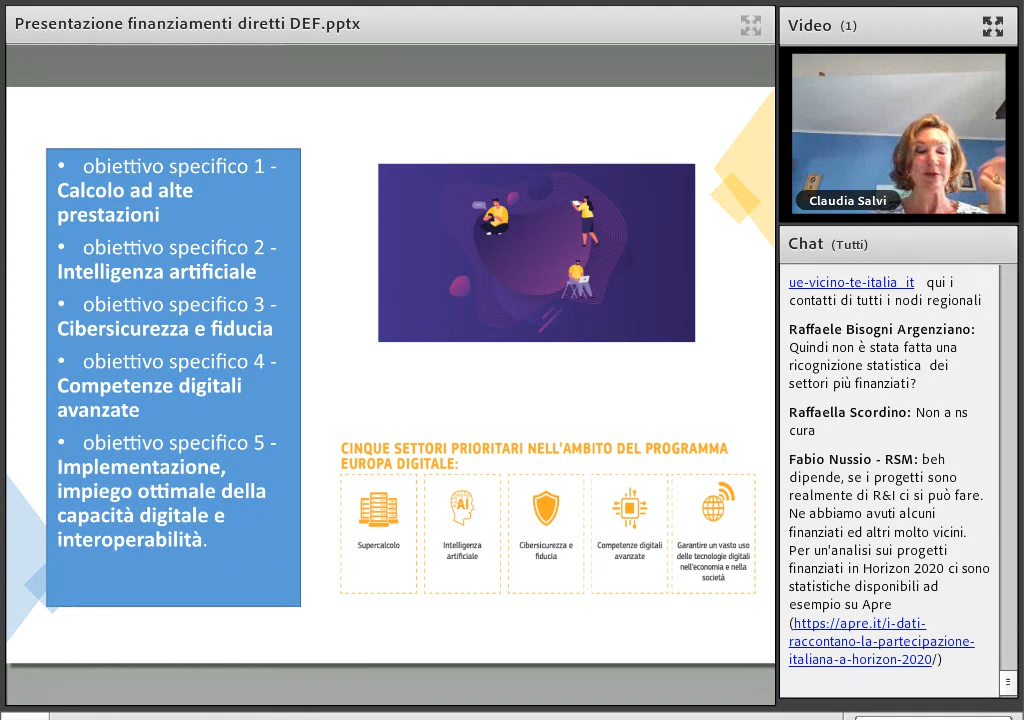 Presentazione finanziamenti diretti DEF.pptx
• obiettivo specifico 1 -
Calcolo ad alte
prestazioni
• obiettivo specifico 2 -
Intelligenza artificiale
• obiettivo specifico 3 -
Cibersicurezza e fiducia
• obiettivo specifico 4 -
Competenze digitali
avanzate
• obiettivo specifico 5 -
Implementazione,
impiego ottimale della
capacità digitale e
interoperabilità.
CINQUE SETTORI PRIORITARI NELL'AMBITO DEL PROGRAMMA
EUROPA DIGITALE:
Supercalcolo
Intelligenza
artificiale
Cibersicurezza e
fiducia
Competenze digitali
avanzate
Garantire un vasto uso
delle tecnologie digitali
nell'economia e nella
società
AI
Video (1)
Claudia Salvi
Chat (Tutti)
ue-vicino-te-italia_it qui i
contatti di tutti i nodi regionali
Raffaele Bisogni Argenziano:
Quindi non è stata fatta una
ricognizione statistica dei
settori più finanziati?
Raffaella Scordino: Non a ns
cura
Fabio Nussio - RSM: beh
dipende, se i progetti sono
realmente di R&I ci si può fare.
Ne abbiamo avuti alcuni
finanziati ed altri molto vicini.
Per un'analisi sui progetti
finanziati in Horizon 2020 ci sono
statistiche disponibili ad
esempio su Apre
(https://apre.it/i-dati-
raccontano-la-partecipazione-
italiana-a-horizon-2020/)